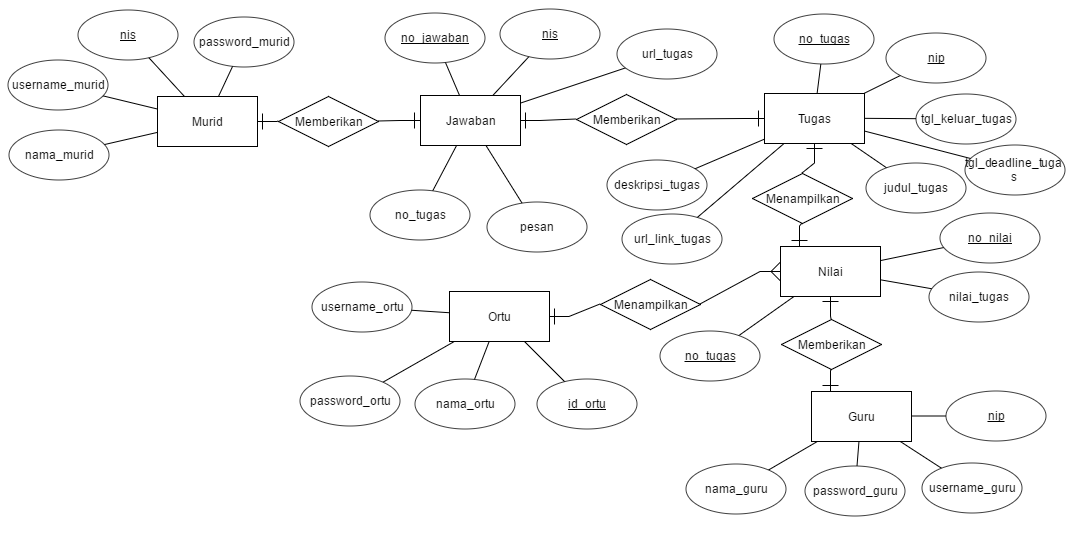 nis
password_murid
username_murid
nama_murid
Murid
Memberikan
no_jawaban
nis
url_tugas
Jawaban
Memberikan
no_tugas
pesan
no_tugas
nip
Tugas
tgl_keluar_tugas
tgl_deadline_tuga
s
judul_tugas
deskripsi_tugas
url_link_tugas
Menampilkan
no_nilai
Nilai
nilai_tugas
no_tugas
username_ortu
Ortu
Menampilkan
password_ortu
nama_ortu
id_ortu
Memberikan
Guru
nip
nama_guru
password_guru
username_guru